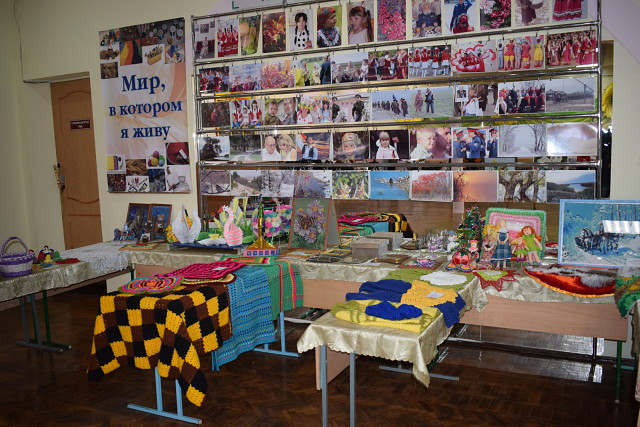 Мир,
в котором
я живу